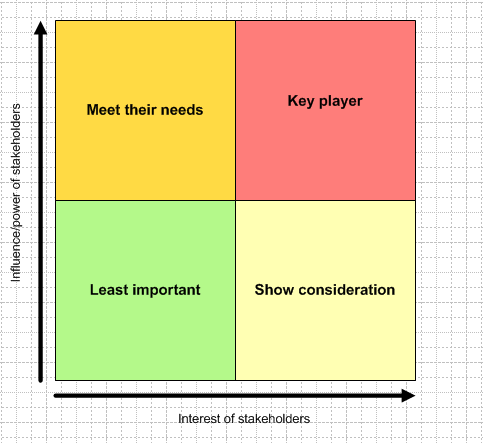 Influence/power of stakeholders
Meet their needs
Key player
Least important
Show consideration
Interest of stakeholders